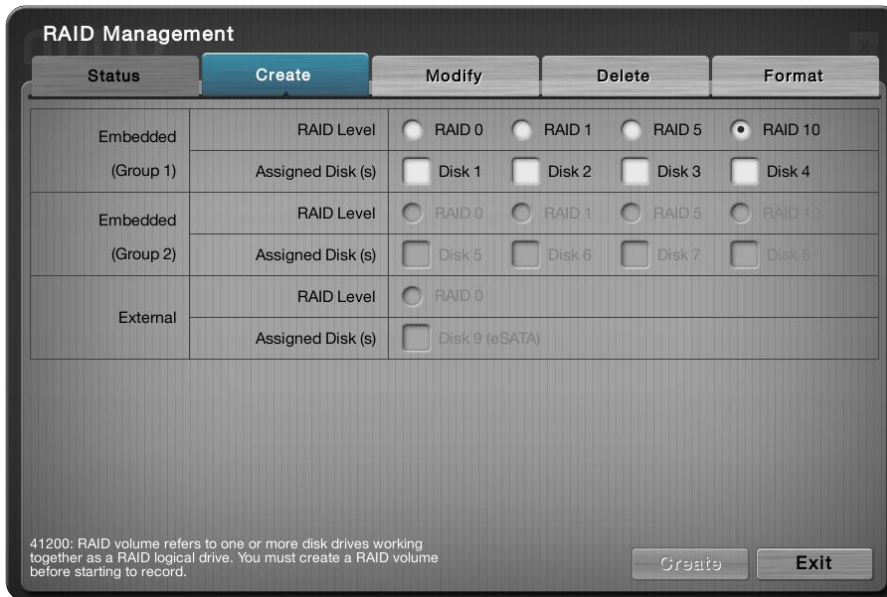 RAID Management
Status Create Modify Delete Format
Embedded (Group 1)
RAID Level RAID 0 RAID 1 RAID 5 RAID 10
Assigned Disk (s) Disk 1 Disk 2 Disk 3 Disk 4
Embedded (Group 2)
RAID Level RAID 0 RAID 1 RAID 5 RAID 10
Assigned Disk (s) Disk 5 Disk 6 Disk 7 Disk 8
External
RAID Level RAID 0
Assigned Disk (s) Disk 9 (eSATA)
41200: RAID volume refers to one or more disk drives working
together as a RAID logical drive. You must create a RAID volume
before starting to record.
Create Exit